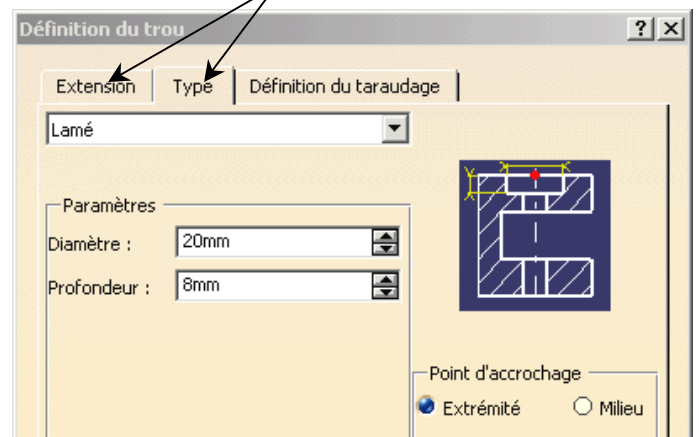 Définition du trou
Extension Type Définition du taraudage
Lamé
Paramètres
Diamètre : 20mm
Profondeur : 8mm
Point d'accrochage
Extrémité Milieu